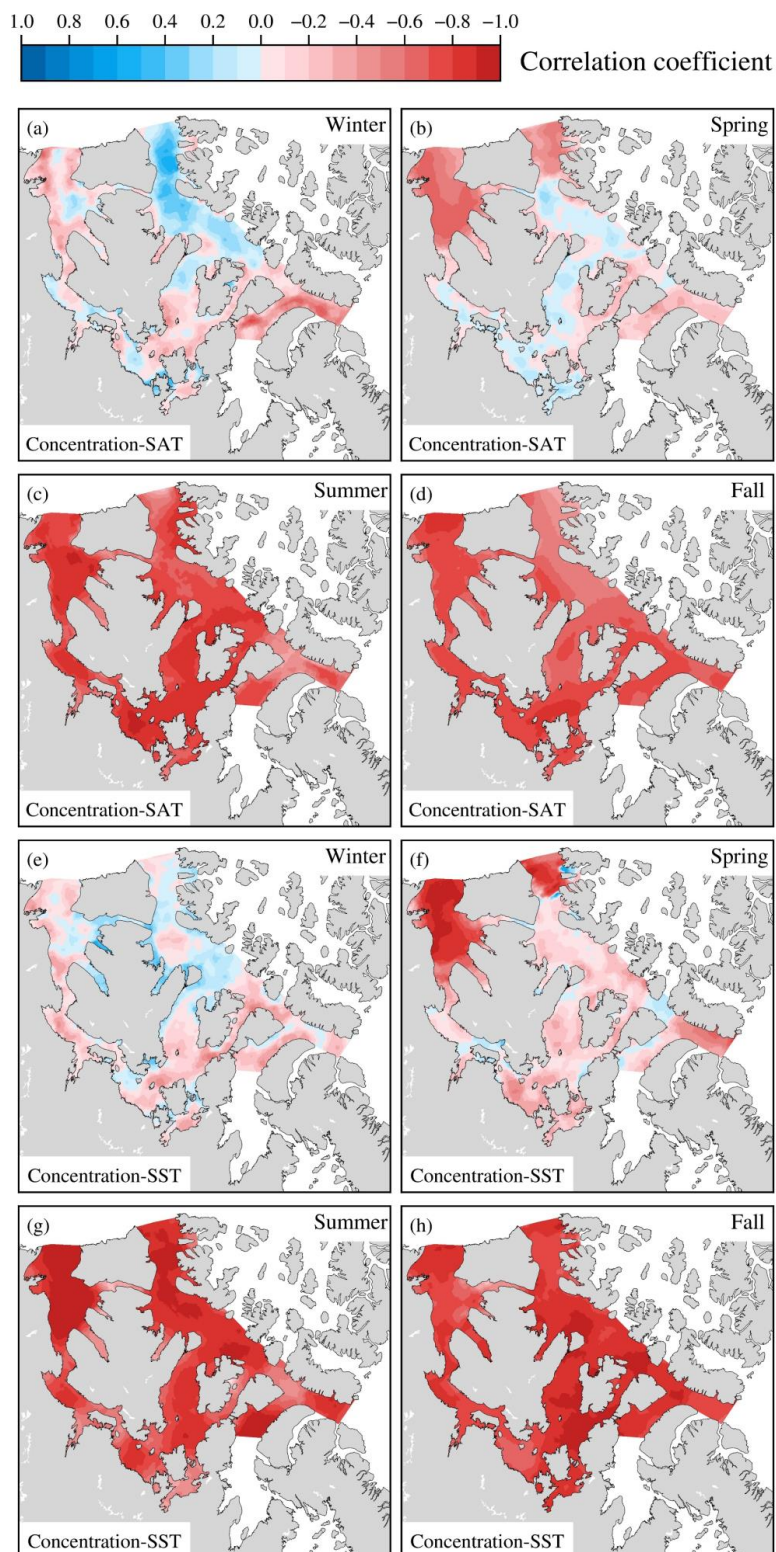 1.0 0.8 0.6 0.4 0.2 0.0 −0.2 −0.4 −0.6 −0.8 −1.0
Correlation coefficient
(a) Winter
Concentration-SAT
(b) Spring
Concentration-SAT
(c) Summer
Concentration-SAT
(d) Fall
Concentration-SAT
(e) Winter
Concentration-SST
(f) Spring
Concentration-SST
(g) Summer
Concentration-SST
(h) Fall
Concentration-SST